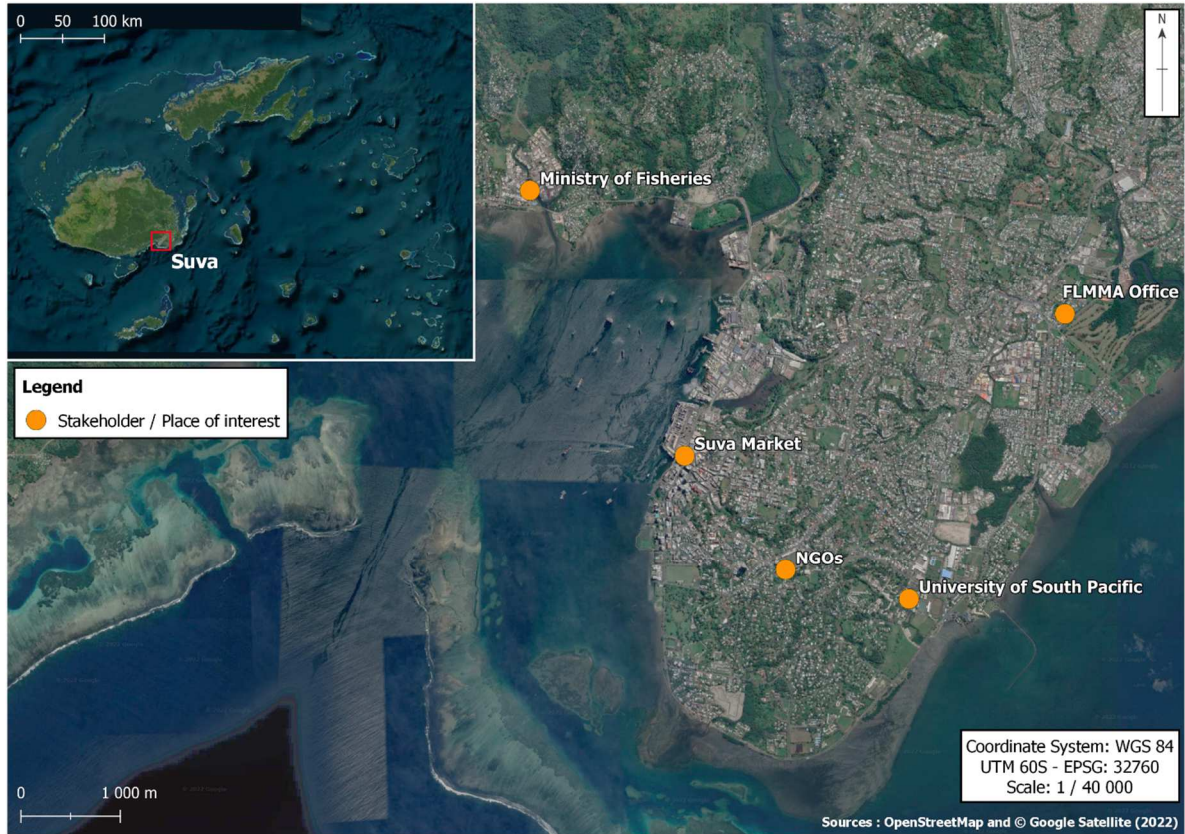 0 50 100 km
N
Ministry of Fisheries
Suva
FLMMA Office
Legend
Stakeholder / Place of interest
Suva Market
NGOs
University of South Pacific
Coordinate System: WGS 84
UTM 60S - EPSG: 32760
Scale: 1 / 40 000
0 1 000 m
Sources : OpenStreetMap and © Google Satellite (2022)